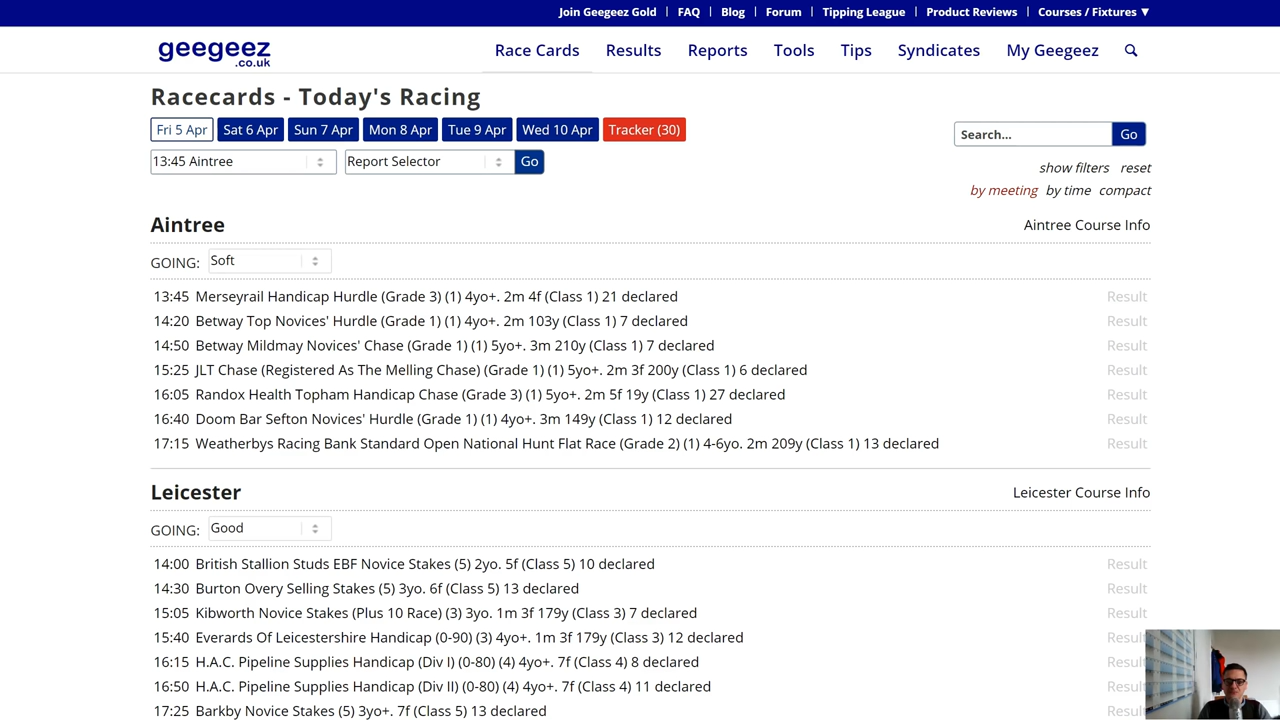 Join Geegeez Gold | FAQ | Blog | Forum | Tipping League | Product Reviews | Courses / Fixtures ▼
geegeez.co.uk
Race Cards Results Reports Tools Tips Syndicates My Geegeez
Racecards - Today's Racing
Fri 5 Apr Sat 6 Apr Sun 7 Apr Mon 8 Apr Tue 9 Apr Wed 10 Apr Tracker (30)
Search... Go
13:45 Aintree Report Selector Go
show filters reset
by meeting by time compact
Aintree Aintree Course Info
GOING: Soft
13:45 Merseyrail Handicap Hurdle (Grade 3) (1) 4yo+. 2m 4f (Class 1) 21 declared Result
14:20 Betway Top Novices' Hurdle (Grade 1) (1) 4yo+. 2m 103y (Class 1) 7 declared Result
14:50 Betway Mildmay Novices' Chase (Grade 1) (1) 5yo+. 3m 210y (Class 1) 7 declared Result
15:25 JLT Chase (Registered As The Melling Chase) (Grade 1) (1) 5yo+. 2m 3f 200y (Class 1) 6 declared Result
16:05 Randox Health Topham Handicap Chase (Grade 3) (1) 5yo+. 2m 5f 19y (Class 1) 27 declared Result
16:40 Doom Bar Sefton Novices' Hurdle (Grade 1) (1) 4yo+. 3m 149y (Class 1) 12 declared Result
17:15 Weatherbys Racing Bank Standard Open National Hunt Flat Race (Grade 2) (1) 4-6yo. 2m 209y (Class 1) 13 declared Result
Leicester Leicester Course Info
GOING: Good
14:00 British Stallion Studs EBF Novice Stakes (5) 2yo. 5f (Class 5) 10 declared Result
14:30 Burton Overy Selling Stakes (5) 3yo. 6f (Class 5) 13 declared Result
15:05 Kibworth Novice Stakes (Plus 10 Race) (3) 3yo. 1m 3f 179y (Class 3) 7 declared Result
15:40 Everards Of Leicestershire Handicap (0-90) (3) 4yo+. 1m 3f 179y (Class 3) 12 declared Result
16:15 H.A.C. Pipeline Supplies Handicap (Div I) (0-80) (4) 4yo+. 7f (Class 4) 8 declared Result
16:50 H.A.C. Pipeline Supplies Handicap (Div II) (0-80) (4) 4yo+. 7f (Class 4) 11 declared Result
17:25 Barkby Novice Stakes (5) 3yo+. 7f (Class 5) 13 declared Result